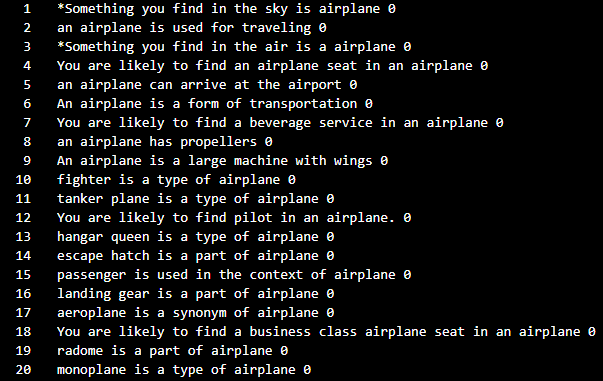 1 *Something you find in the sky is airplane 0
2 an airplane is used for traveling 0
3 *Something you find in the air is a airplane 0
4 You are likely to find an airplane seat in an airplane 0
5 an airplane can arrive at the airport 0
6 An airplane is a form of transportation 0
7 You are likely to find a beverage service in an airplane 0
8 an airplane has propellers 0
9 An airplane is a large machine with wings 0
10 fighter is a type of airplane 0
11 tanker plane is a type of airplane 0
12 You are likely to find pilot in an airplane. 0
13 hangar queen is a type of airplane 0
14 escape hatch is a part of airplane 0
15 passenger is used in the context of airplane 0
16 landing gear is a part of airplane 0
17 aeroplane is a synonym of airplane 0
18 You are likely to find a business class airplane seat in an airplane 0
19 radome is a part of airplane 0
20 monoplane is a type of airplane 0